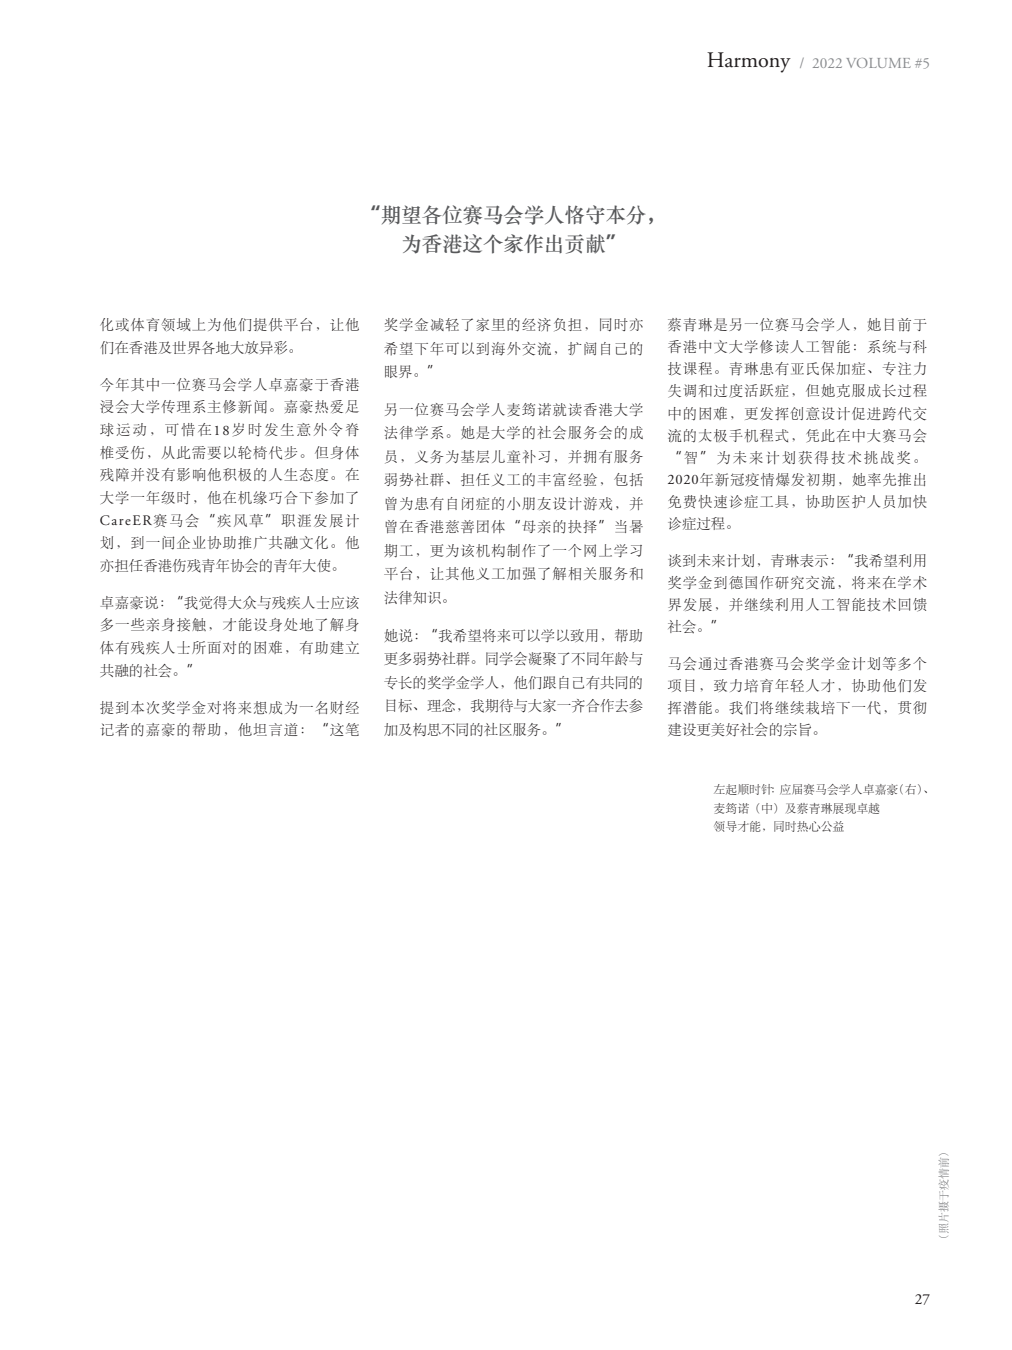 Harmony / 2022 VOLUME #5
“期望各位赛马会学人恪守本分，
为香港这个家作出贡献”
化或体育领域上为他们提供平台，让他
们在香港及世界各地大放异彩。
今年其中一位赛马会学人卓嘉豪于香港
浸会大学传理系主修新闻。嘉豪热爱足
球运动，可惜在18岁时发生意外令脊
椎受伤，从此需要以轮椅代步。但身体
残障并没有影响他积极的人生态度。在
大学一年级时，他在机缘巧合下参加了
CareER赛马会“疾风草”职涯发展计
划，到一间企业协助推广共融文化。他
亦担任香港伤残青年协会的青年大使。
卓嘉豪说：“我觉得大众与残疾人士应该
多一些亲身接触，才能设身处地了解身
体有残疾人士所面对的困难，有助建立
共融的社会。”
提到本次奖学金对将来想成为一名财经
记者的嘉豪的帮助，他坦言道：“这笔
奖学金减轻了家里的经济负担，同时亦
希望下年可以到海外交流，扩阔自己的
眼界。”
另一位赛马会学人麦筠诺就读香港大学
法律学系。她是大学的社会服务会的成
员，义务为基层儿童补习，并拥有服务
弱势社群、担任义工的丰富经验，包括
曾为患有自闭症的小朋友设计游戏，并
曾在香港慈善团体“母亲的抉择”当暑
期工，更为该机构制作了一个网上学习
平台，让其他义工加强了解相关服务和
法律知识。
她说：“我希望将来可以学以致用，帮助
更多弱势社群。同学会凝聚了不同年龄与
专长的奖学金学人，他们跟自己有共同的
目标、理念，我期待与大家一齐合作去参
加及构思不同的社区服务。”
蔡青琳是另一位赛马会学人，她目前于
香港中文大学修读人工智能：系统与科
技课程。青琳患有亚氏保加症、专注力
失调和过度活跃症，但她克服成长过程
中的困难，更发挥创意设计促进跨代交
流的太极手机程式，凭此在中大赛马会
“智”为未来计划获得技术挑战奖。
2020年新冠疫情爆发初期，她率先推出
免费快速诊症工具，协助医护人员加快
诊症过程。
谈到未来计划，青琳表示：“我希望利用
奖学金到德国作研究交流，将来在学术
界发展，并继续利用人工智能技术回馈
社会。”
马会通过香港赛马会奖学金计划等多个
项目，致力培育年轻人才，协助他们发
挥潜能。我们将继续栽培下一代，贯彻
建设更美好社会的宗旨。
左起顺时针：应届赛马会学人卓嘉豪（右）、
麦筠诺（中）及蔡青琳展现卓越
领导才能，同时热心公益
（照片摄于疫情前）
27